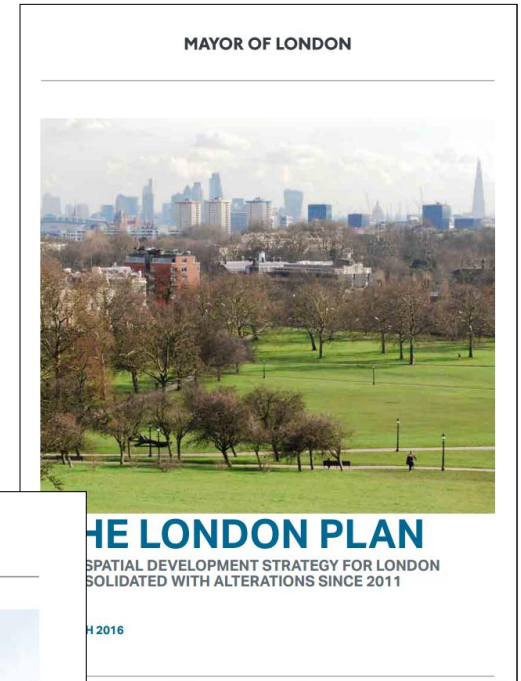 MAYOR OF LONDON
HE LONDON PLAN
SPATIAL DEVELOPMENT STRATEGY FOR LONDON
SOLIDATED WITH ALTERATIONS SINCE 2011
H 2016